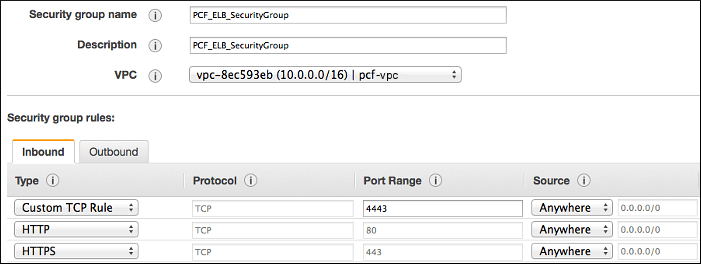 Security group name i PCF_ELB_SecurityGroup
Description i PCF_ELB_SecurityGroup
VPC i vpc-8ec593eb (10.0.0.0/16) | pcf-vpc
Security group rules:
Inbound Outbound
Type i Protocol i Port Range i Source i
Custom TCP Rule TCP 4443 Anywhere 0.0.0.0/0
HTTP TCP 80 Anywhere 0.0.0.0/0
HTTPS TCP 443 Anywhere 0.0.0.0/0